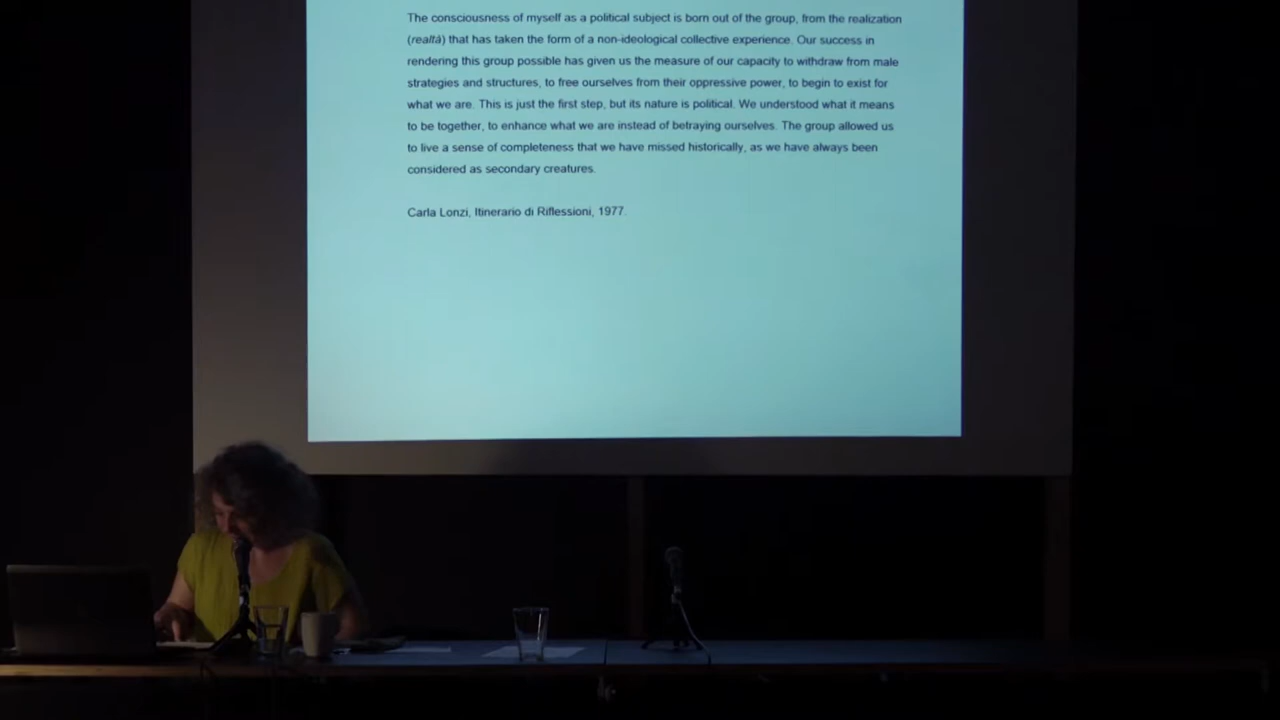 The consciousness of myself as a political subject is born out of the group, from the realization
(realtà) that has taken the form of a non-ideological collective experience. Our success in
rendering this group possible has given us the measure of our capacity to withdraw from male
strategies and structures, to free ourselves from their oppressive power, to begin to exist for
what we are. This is just the first step, but its nature is political. We understood what it means
to be together, to enhance what we are instead of betraying ourselves. The group allowed us
to live a sense of completeness that we have missed historically, as we have always been
considered as secondary creatures.
Carla Lonzi, Itinerario di Riflessioni, 1977.